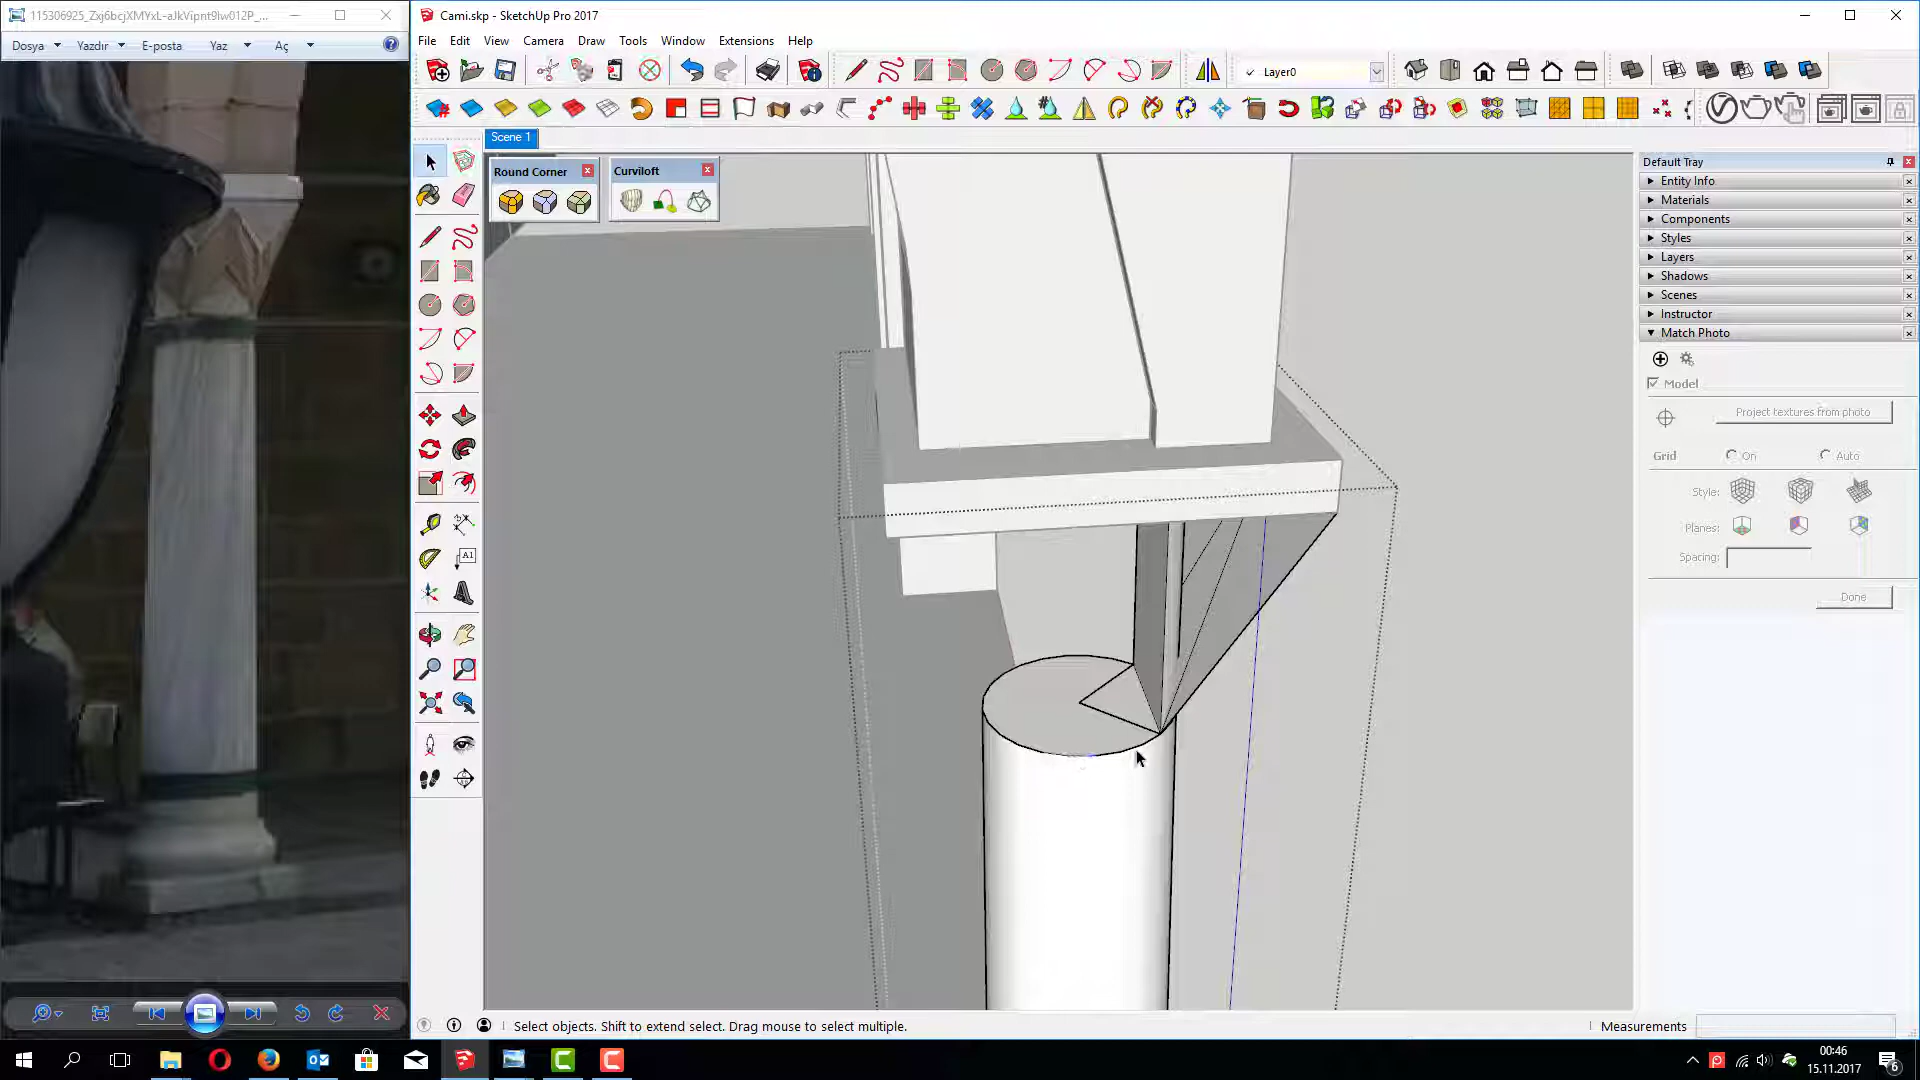 115306925_Zxj6bcjXMYxL-aJkVipnt9lw012P_...
Dosya
Yazdır
E-posta
Yaz
Aç
Cami.skp - SketchUp Pro 2017
File
Edit
View
Camera
Draw
Tools
Window
Extensions
Help
Layer0
Scene 1
Round Corner
Curviloft
A1
Default Tray
Entity Info
Materials
Components
Styles
Layers
Shadows
Scenes
Instructor
Match Photo
Model
Project textures from photo
Grid
On
Auto
Style:
Planes:
Spacing:
Done
Select objects. Shift to extend select. Drag mouse to select multiple.
Measurements
00:46
15.11.2017
6